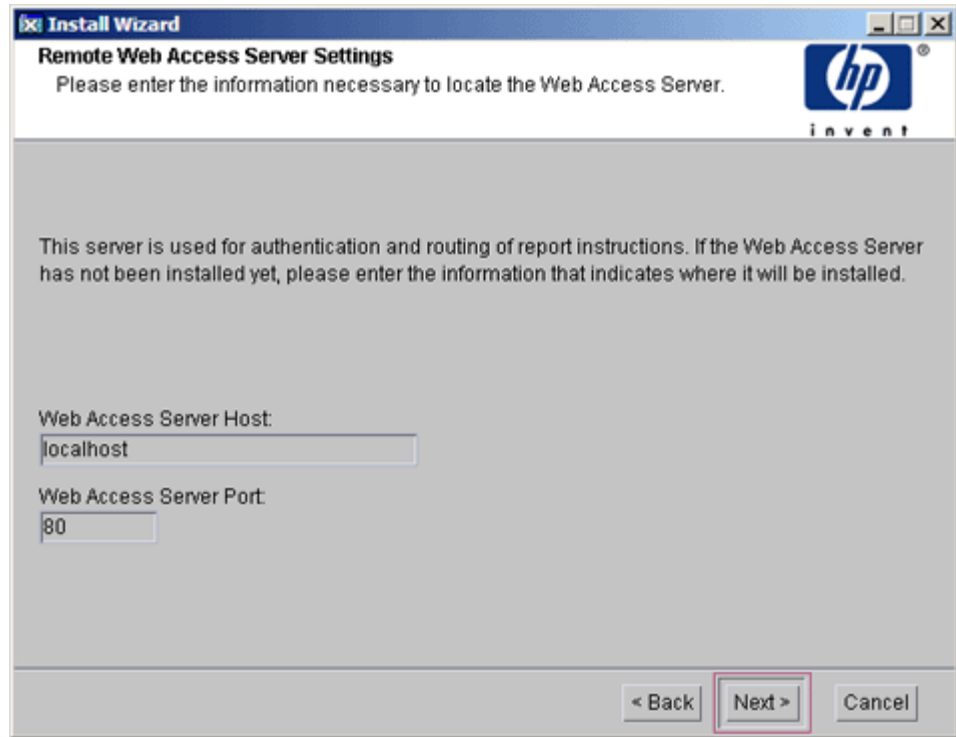 Install Wizard
Remote Web Access Server Settings
Please enter the information necessary to locate the Web Access Server.
hp
®
invent
This server is used for authentication and routing of report instructions. If the Web Access Server
has not been installed yet, please enter the information that indicates where it will be installed.
Web Access Server Host:
localhost
Web Access Server Port:
80
< Back
Next >
Cancel